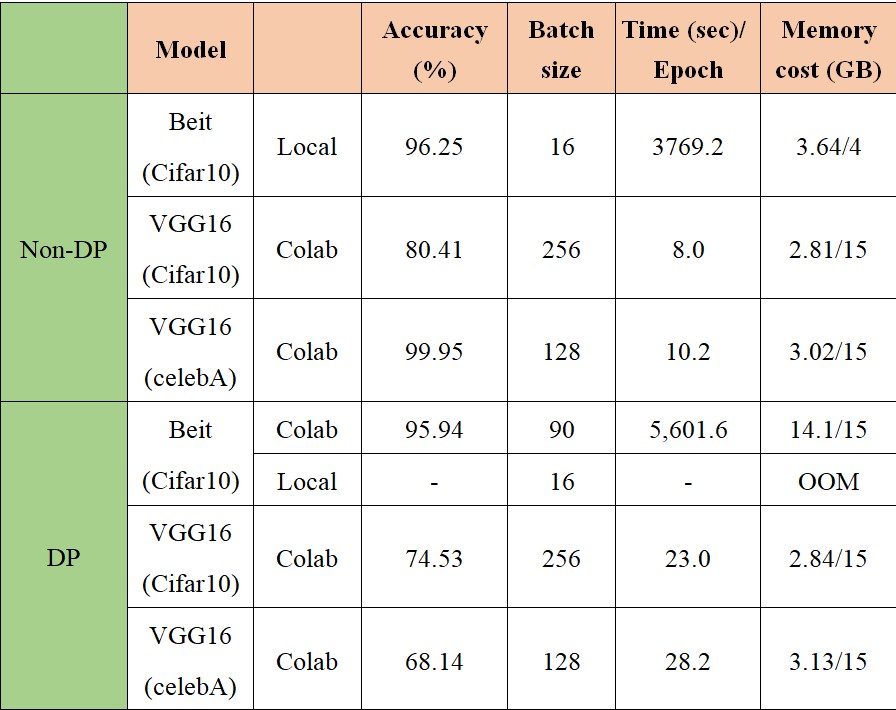 Model Accuracy (%) Batch size Time (sec)/ Epoch Memory cost (GB)
Non-DP
Beit (Cifar10) Local 96.25 16 3769.2 3.64/4
VGG16 (Cifar10) Colab 80.41 256 8.0 2.81/15
VGG16 (celebA) Colab 99.95 128 10.2 3.02/15
DP
Beit (Cifar10) Colab 95.94 90 5,601.6 14.1/15
Local - 16 - OOM
VGG16 (Cifar10) Colab 74.53 256 23.0 2.84/15
VGG16 (celebA) Colab 68.14 128 28.2 3.13/15